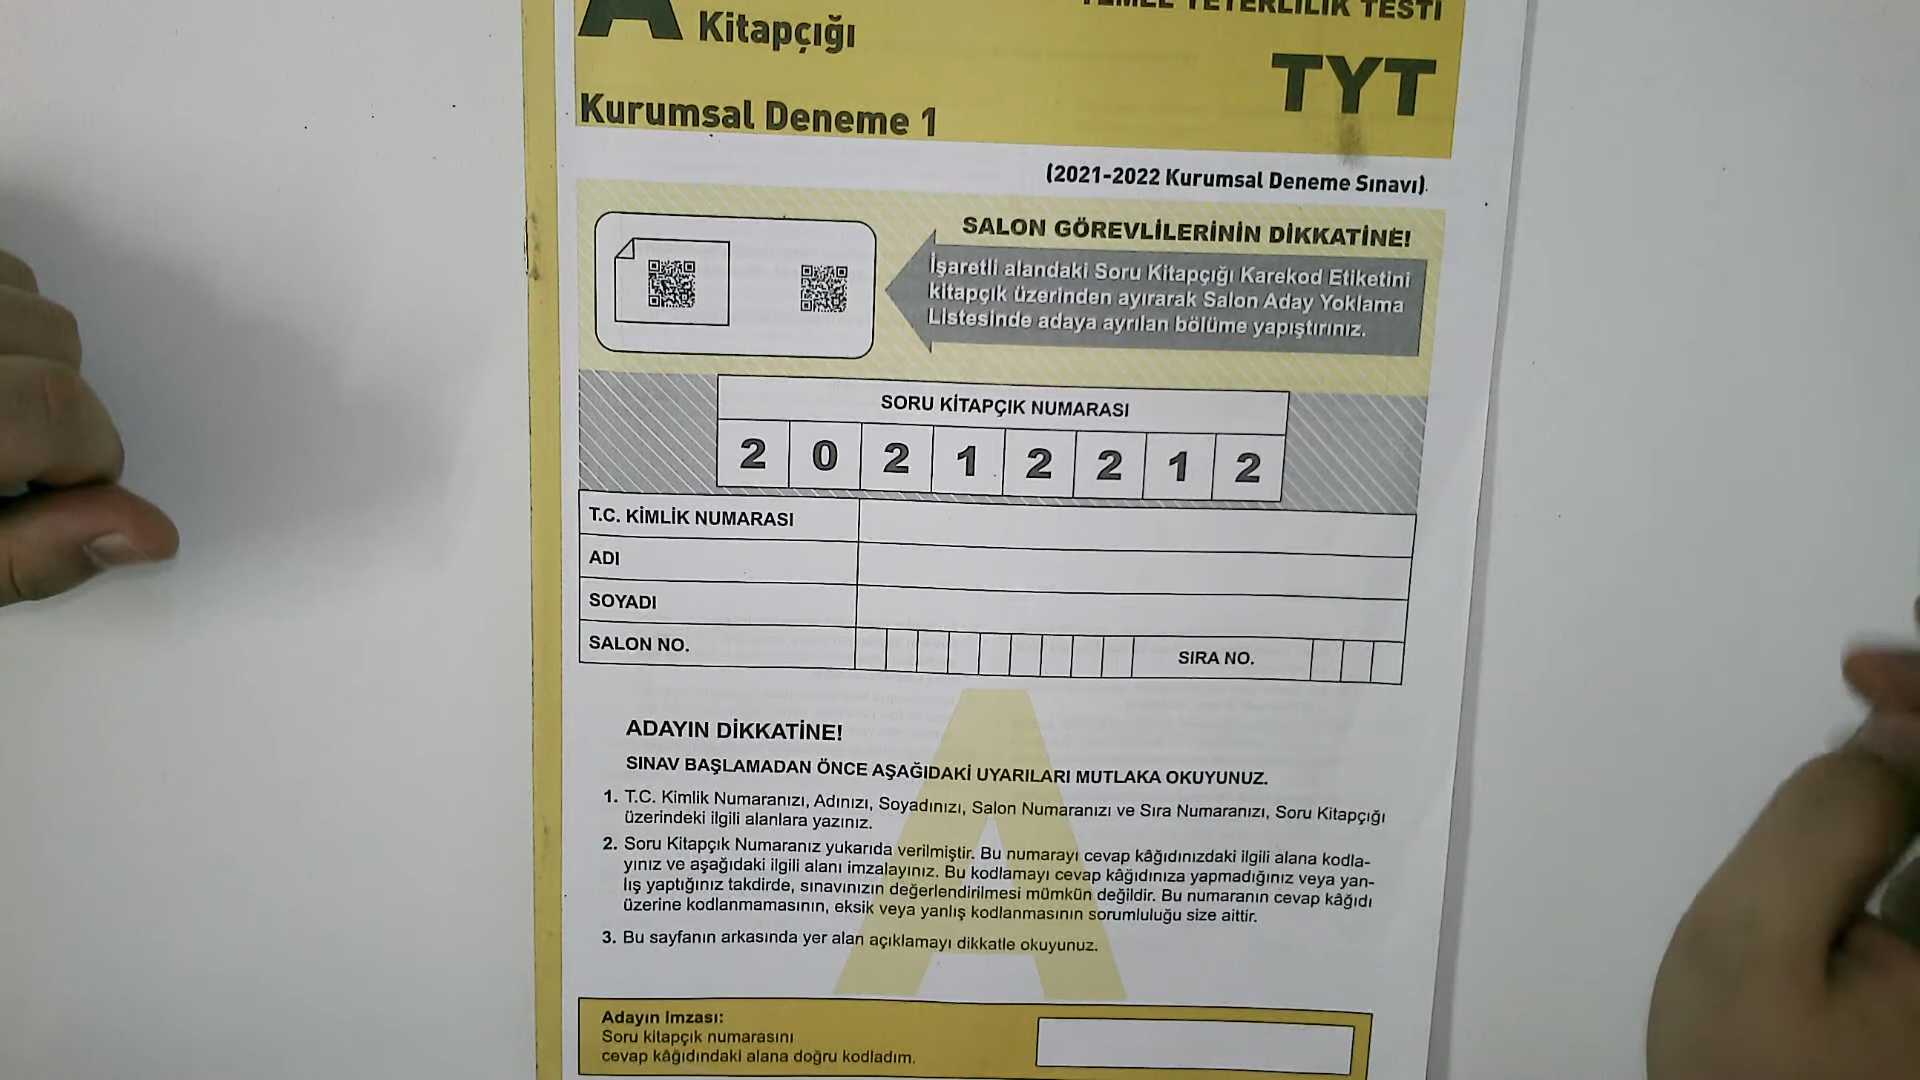 TEMEL YETERLİLİK TESTİ
A Kitapçığı
TYT
Kurumsal Deneme 1
(2021-2022 Kurumsal Deneme Sınavı).
SALON GÖREVLİLERİNİN DİKKATİNE!
İşaretli alandaki Soru Kitapçığı Karekod Etiketini
kitapçık üzerinden ayırarak Salon Aday Yoklama
Listesinde adaya ayrılan bölüme yapıştırınız.
SORU KİTAPÇIK NUMARASI
2 0 2 1 2 2 1 2
T.C. KİMLİK NUMARASI
ADI
SOYADI
SALON NO. SIRA NO.
A
ADAYIN DİKKATİNE!
SINAV BAŞLAMADAN ÖNCE AŞAĞIDAKİ UYARILARI MUTLAKA OKUYUNUZ.
1. T.C. Kimlik Numaranızı, Adınızı, Soyadınızı, Salon Numaranızı ve Sıra Numaranızı, Soru Kitapçığı
üzerindeki ilgili alanlara yazınız.
2. Soru Kitapçık Numaranız yukarıda verilmiştir. Bu numarayı cevap kâğıdınızdaki ilgili alana kodla-
yınız ve aşağıdaki ilgili alanı imzalayınız. Bu kodlamayı cevap kâğıdınıza yapmadığınız veya yan-
lış yaptığınız takdirde, sınavınızın değerlendirilmesi mümkün değildir. Bu numaranın cevap kâğıdı
üzerine kodlanmamasının, eksik veya yanlış kodlanmasının sorumluluğu size aittir.
3. Bu sayfanın arkasında yer alan açıklamayı dikkatle okuyunuz.
Adayın İmzası:
Soru kitapçık numarasını
cevap kâğıdındaki alana doğru kodladım.